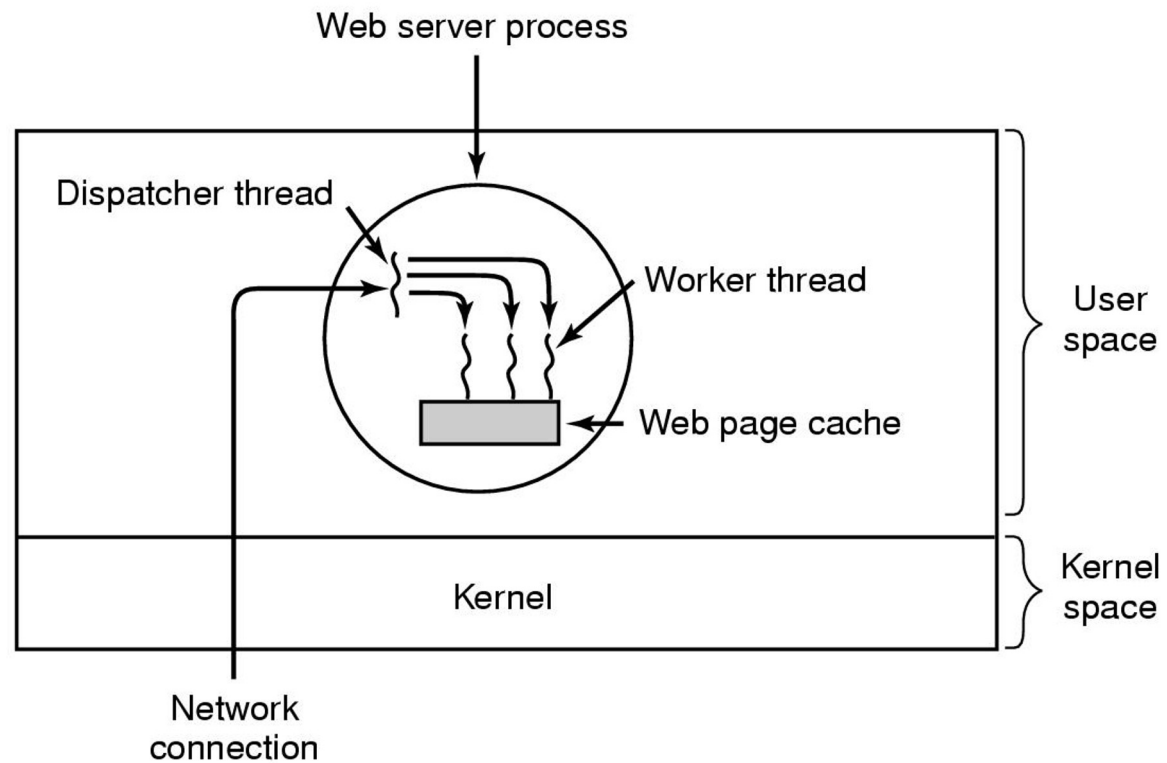 Web server process
Dispatcher thread
Worker thread
User
space
Web page cache
Kernel
Kernel
space
Network
connection